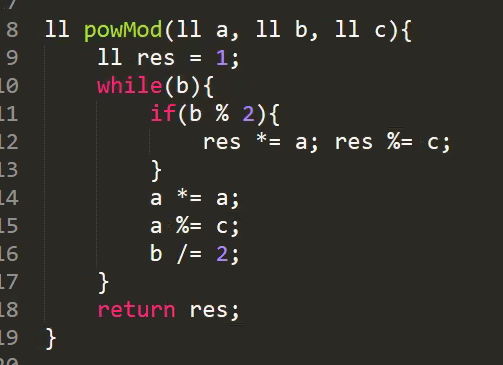 7
8 ll powMod(ll a, ll b, ll c){
9     ll res = 1;
10     while(b){
11         if(b % 2){
12             res *= a; res %= c;
13         }
14         a *= a;
15         a %= c;
16         b /= 2;
17     }
18     return res;
19 }
20